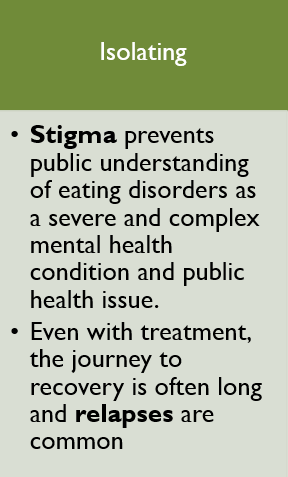 Isolating
• Stigma prevents
public understanding
of eating disorders as
a severe and complex
mental health
condition and public
health issue.
• Even with treatment,
the journey to
recovery is often long
and relapses are
common